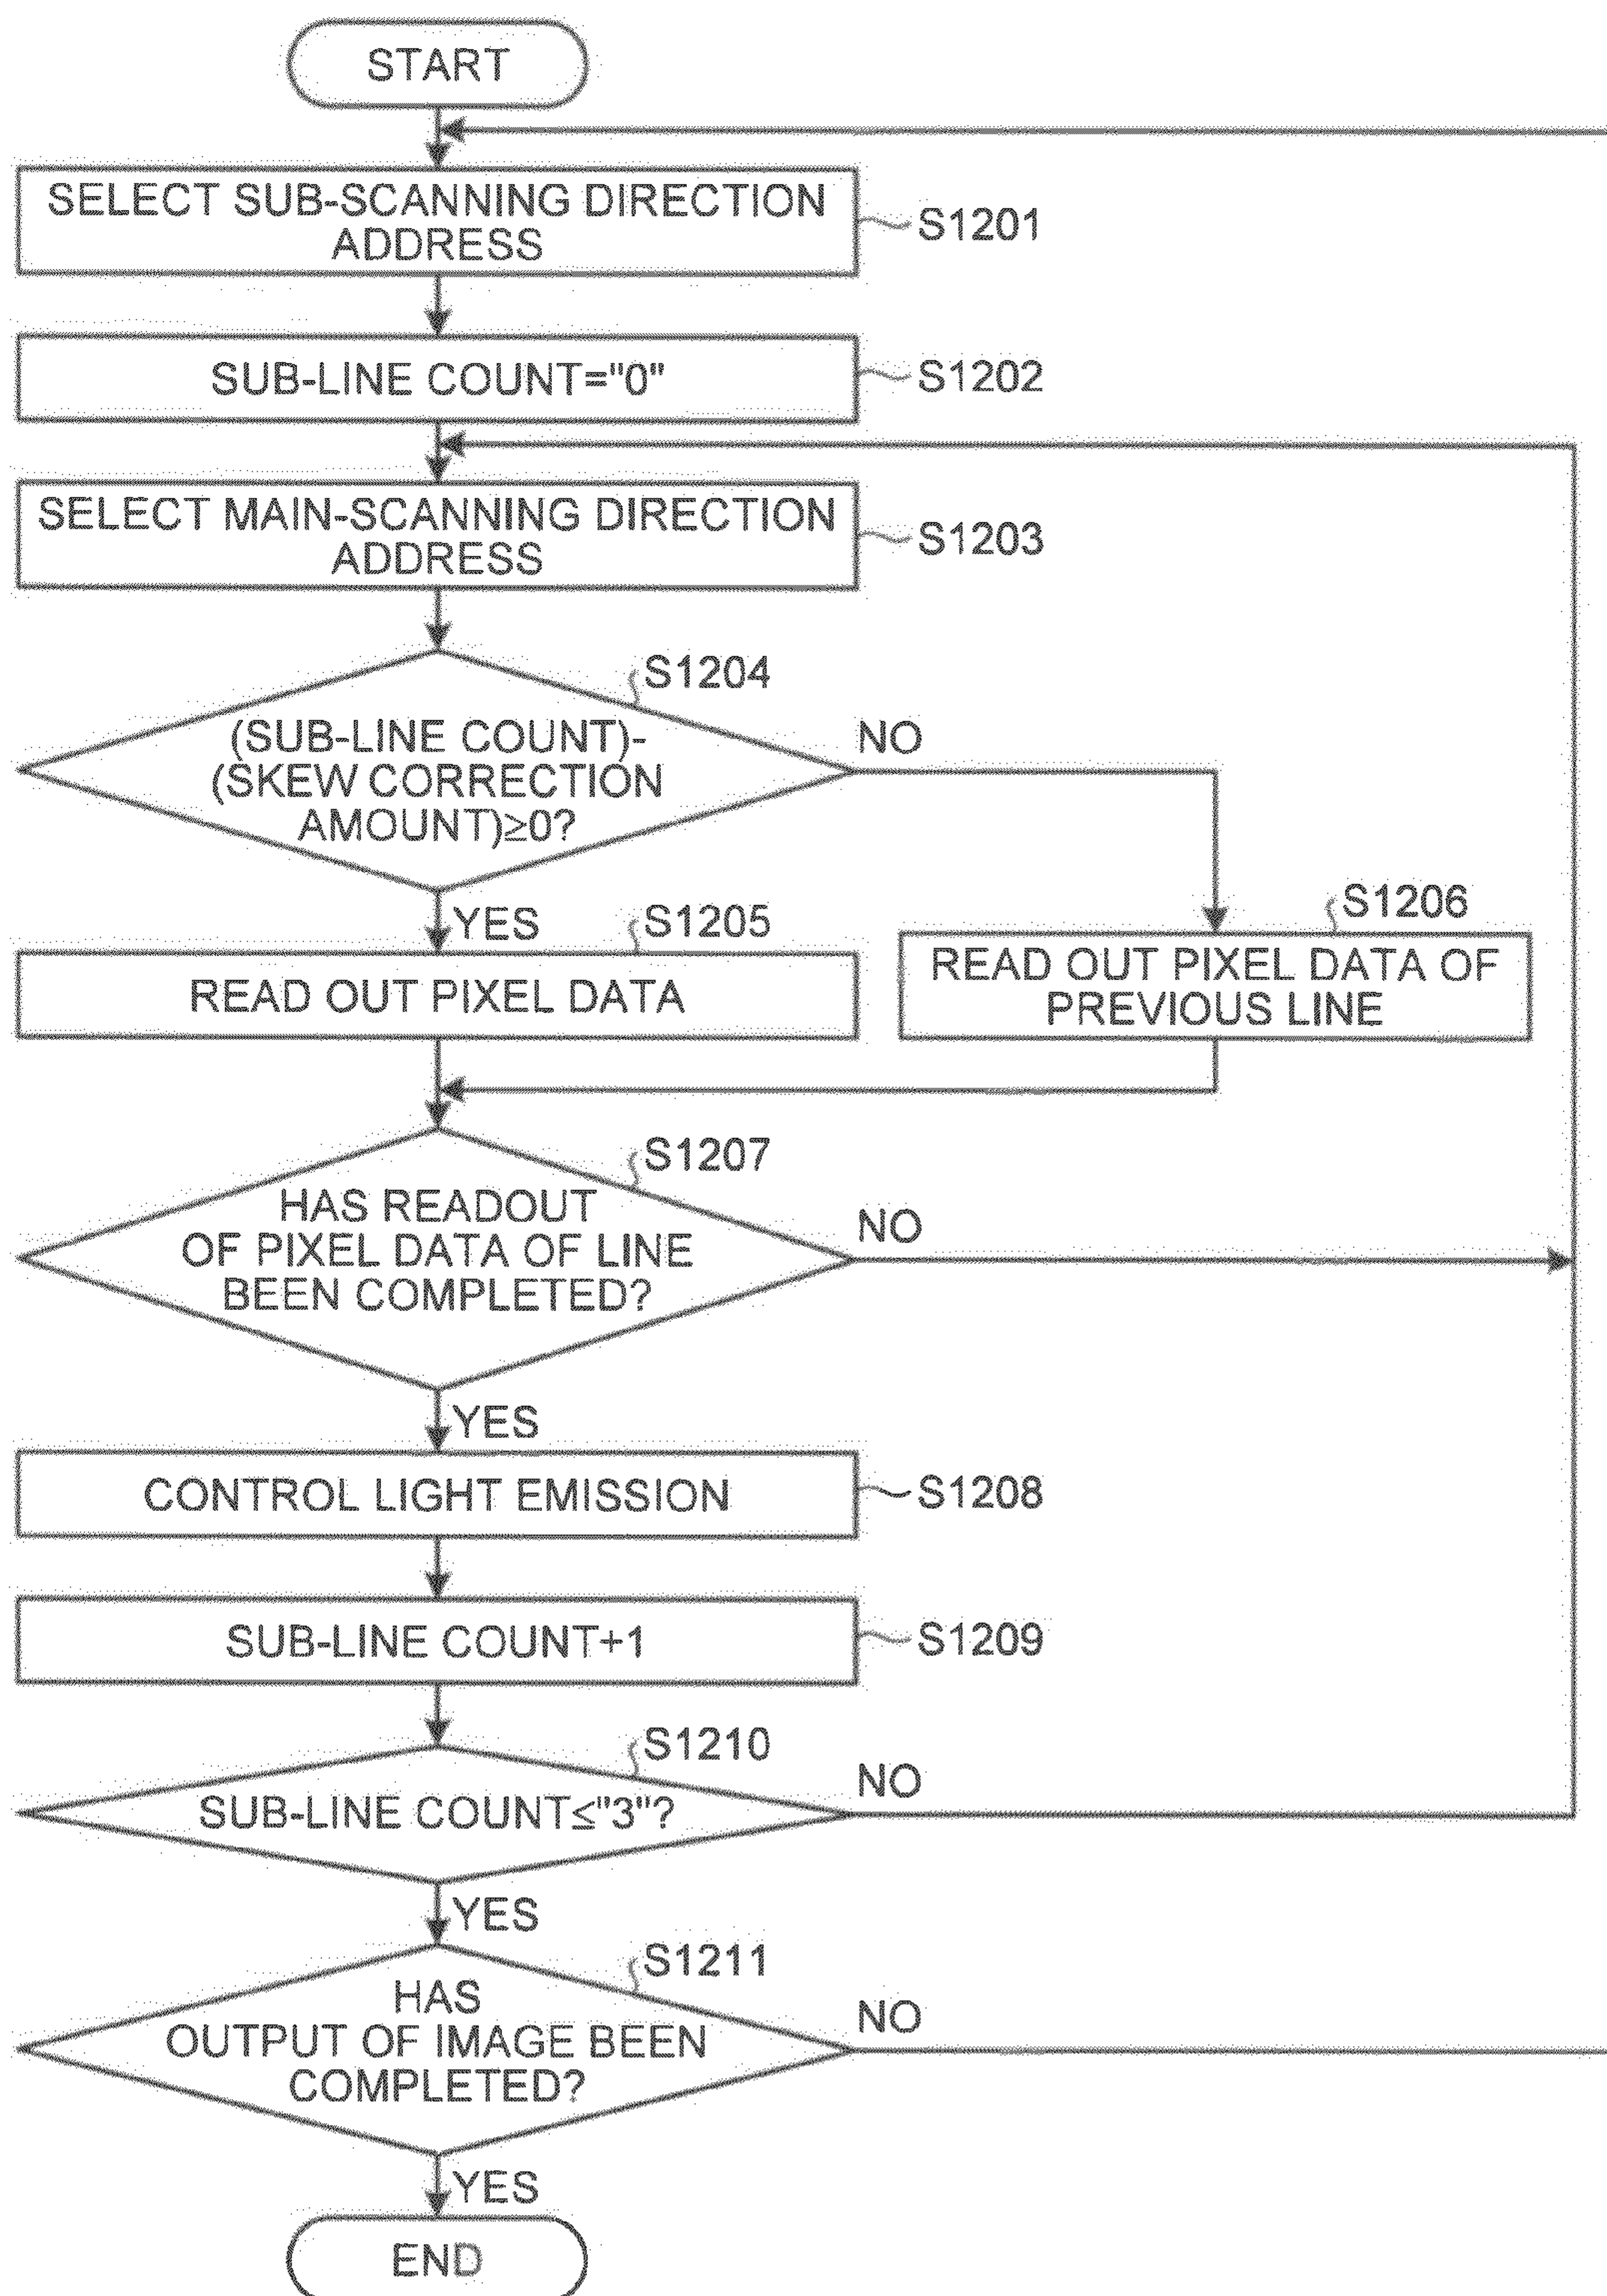 START
SELECT SUB-SCANNING DIRECTION
ADDRESS
S1201
SUB-LINE COUNT="0"
S1202
SELECT MAIN-SCANNING DIRECTION
ADDRESS
S1203
S1204
(SUB-LINE COUNT)-
(SKEW CORRECTION
AMOUNT)≥0?
NO
YES
S1205
READ OUT PIXEL DATA
S1206
READ OUT PIXEL DATA OF
PREVIOUS LINE
S1207
HAS READOUT
OF PIXEL DATA OF LINE
BEEN COMPLETED?
NO
YES
CONTROL LIGHT EMISSION
S1208
SUB-LINE COUNT+1
S1209
S1210
SUB-LINE COUNT≤"3"?
NO
YES
S1211
HAS
OUTPUT OF IMAGE BEEN
COMPLETED?
NO
YES
END